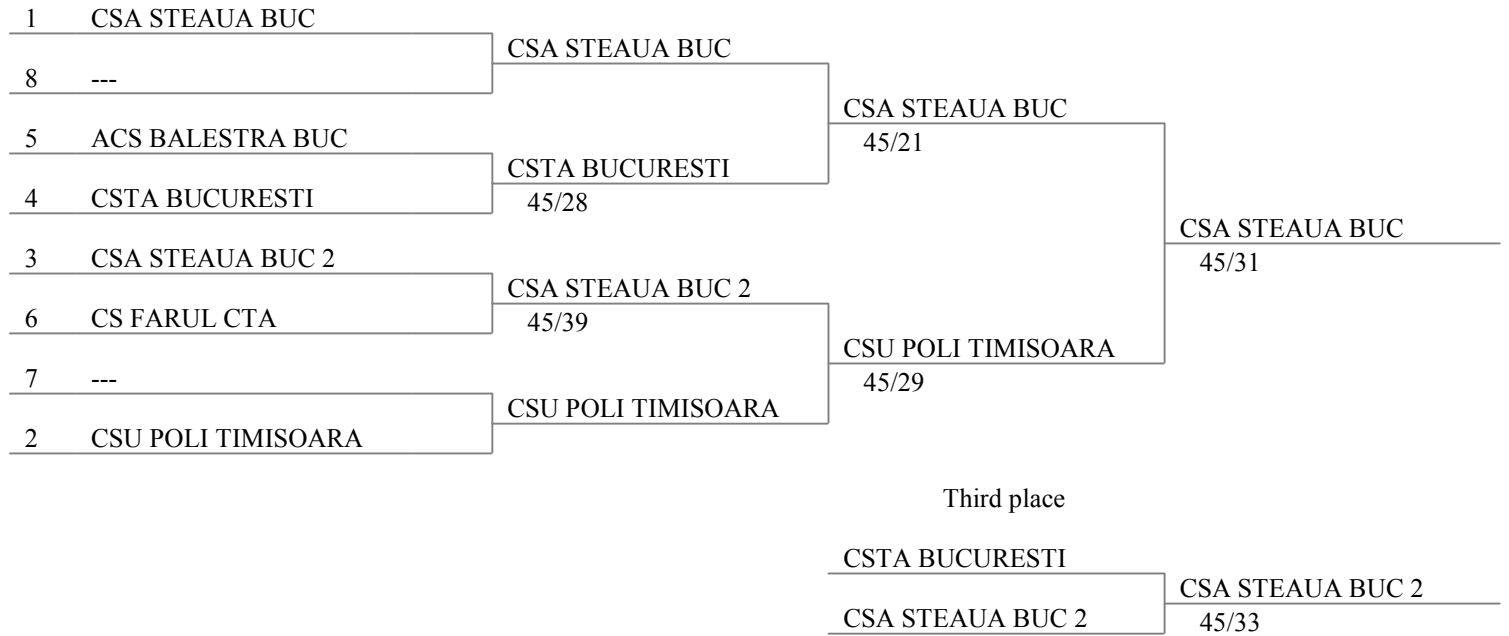 1 CSA STEAUA BUC
8 ---
5 ACS BALESTRA BUC
4 CSTA BUCURESTI
3 CSA STEAUA BUC 2
6 CS FARUL CTA
7 ---
2 CSU POLI TIMISOARA
CSA STEAUA BUC
CSTA BUCURESTI
45/28
CSA STEAUA BUC 2
45/39
CSU POLI TIMISOARA
CSA STEAUA BUC
45/21
CSU POLI TIMISOARA
45/29
CSA STEAUA BUC
45/31
Third place
CSTA BUCURESTI
CSA STEAUA BUC 2
CSA STEAUA BUC 2
45/33